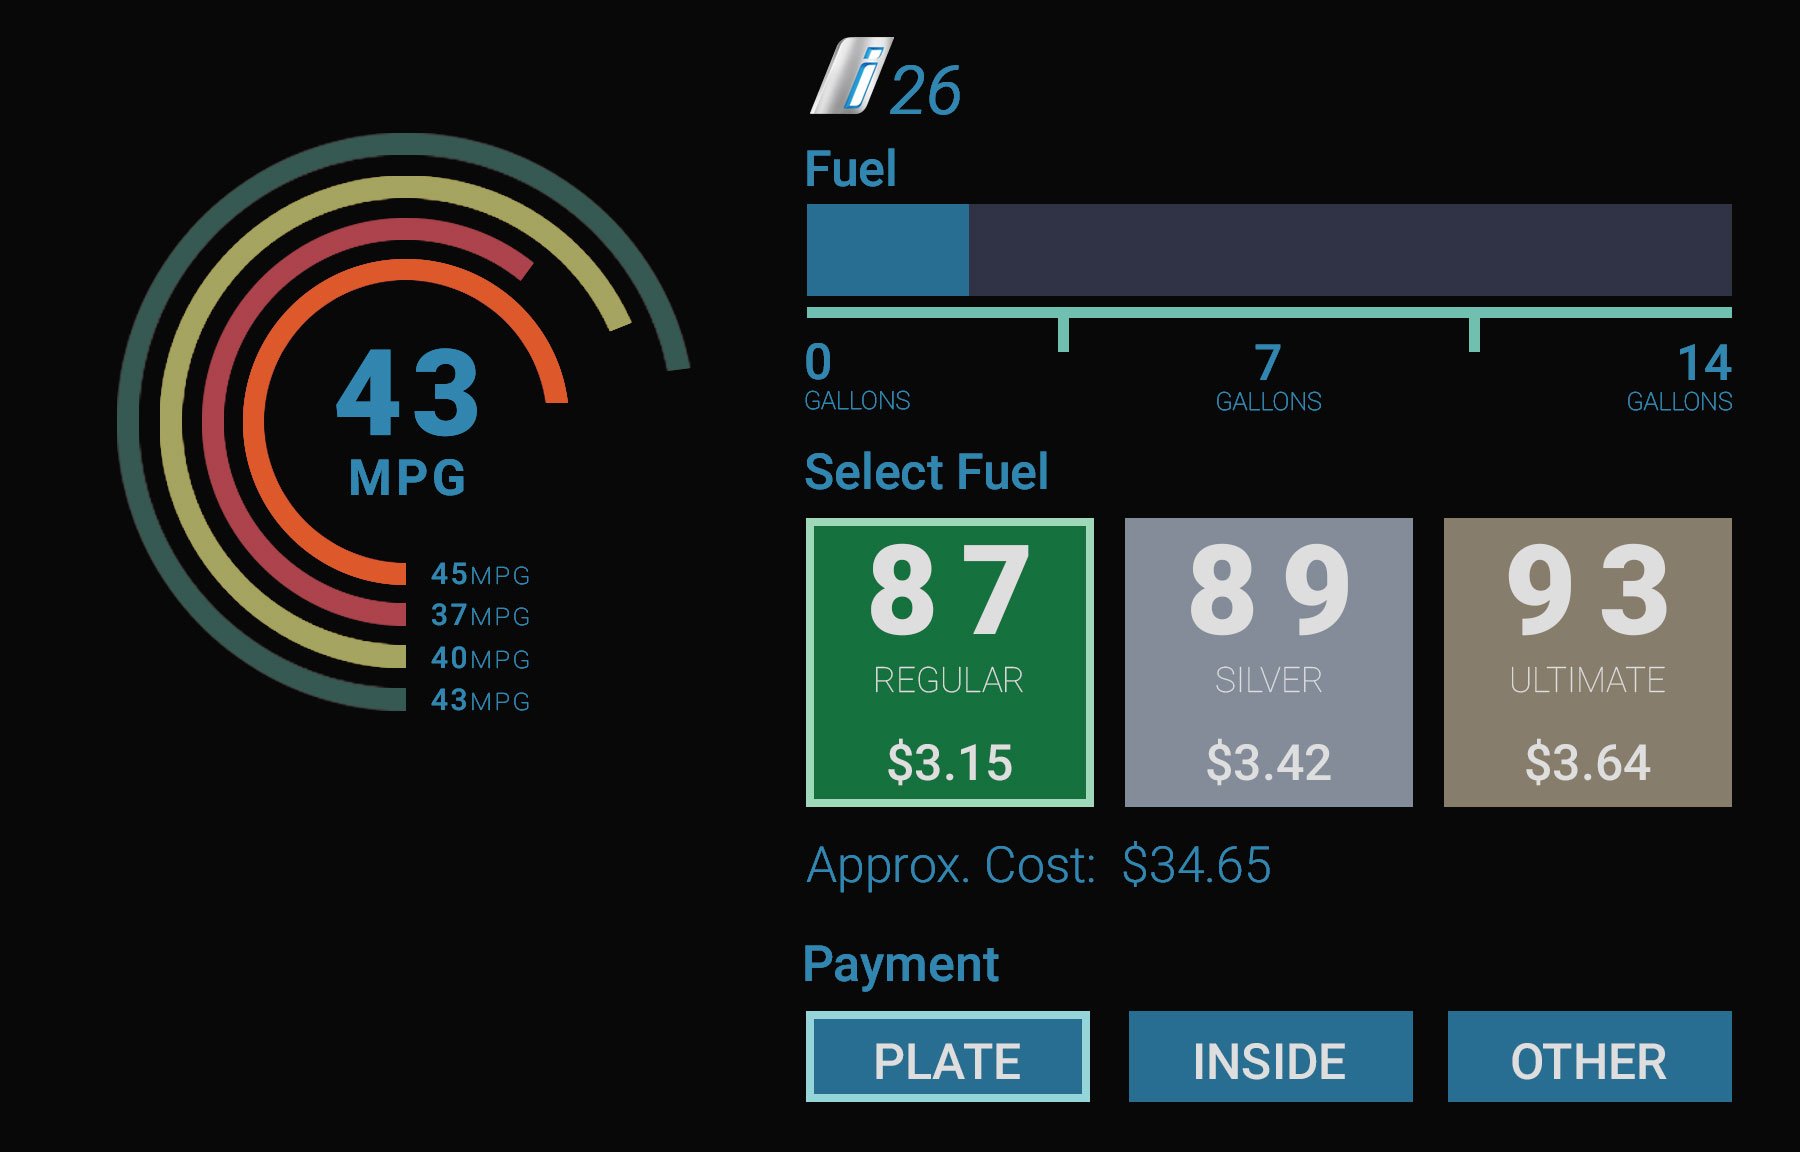 i 26
Fuel
0 7 14
GALLONS GALLONS GALLONS
43
MPG
45MPG
37MPG
40MPG
43MPG
Select Fuel
87 89 93
REGULAR SILVER ULTIMATE
$3.15 $3.42 $3.64
Approx. Cost: $34.65
Payment
PLATE INSIDE OTHER